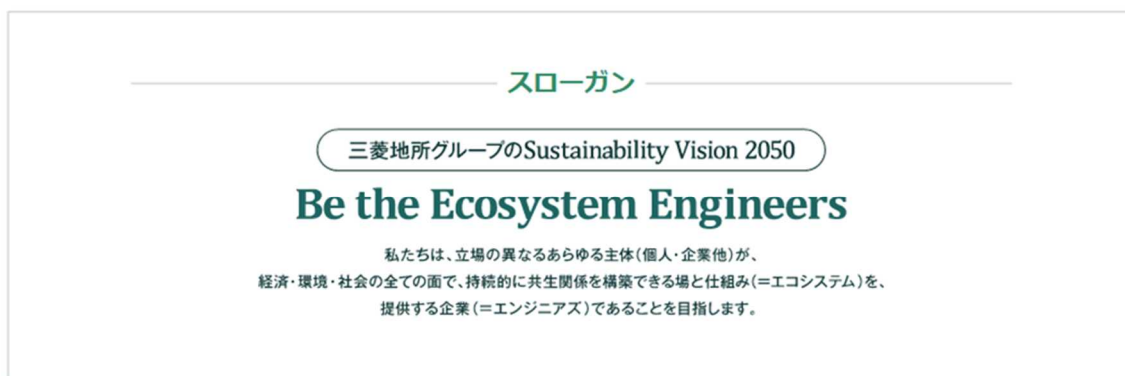 スローガン
三菱地所グループのSustainability Vision 2050
Be the Ecosystem Engineers
私たちは、立場の異なるあらゆる主体（個人・企業他）が、
経済・環境・社会の全ての面で、持続的に共生関係を構築できる場と仕組み（＝エコシステム）を、
提供する企業（＝エンジニアズ）であることを目指します。